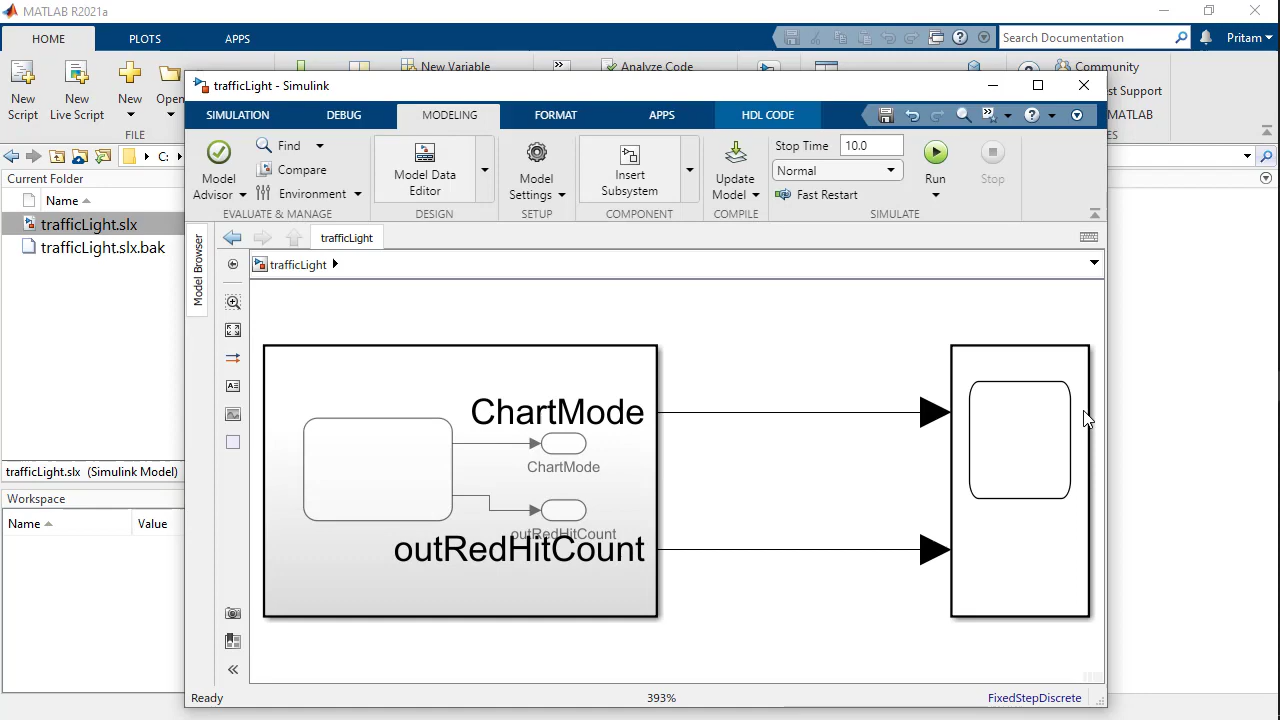 MATLAB R2021a
HOME
PLOTS
APPS
Search Documentation
Pritam
New
Script
New
Live Script
New
Open
FILE
New Variable
Analyze Code
Community
st Support
MATLAB
ES
C:
Current Folder
Name
trafficLight.slx
trafficLight.slx.bak
trafficLight.slx (Simulink Model)
Workspace
Name
Value
trafficLight - Simulink
SIMULATION
DEBUG
MODELING
FORMAT
APPS
HDL CODE
Model
Advisor
Find
Compare
Environment
EVALUATE & MANAGE
Model Data
Editor
DESIGN
Model
Settings
SETUP
Insert
Subsystem
COMPONENT
Update
Model
COMPILE
Stop Time
10.0
Normal
Fast Restart
Run
Stop
SIMULATE
Model Browser
trafficLight
trafficLight
ChartMode
ChartMode
outRedHitCount
outRedHitCount
Ready
393%
FixedStepDiscrete